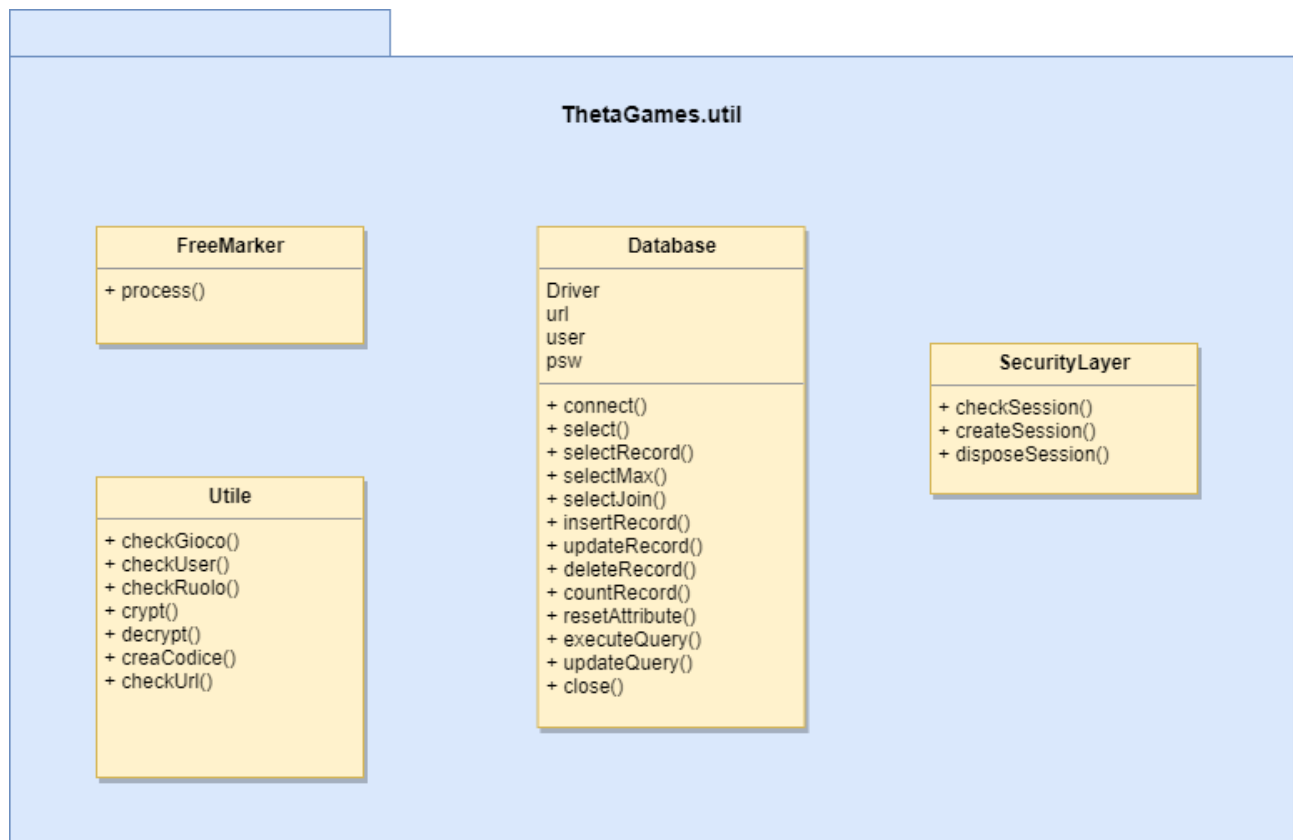 ThetaGames.util
FreeMarker
+ process()
Utile
+ checkGioco()
+ checkUser()
+ checkRuolo()
+ crypt()
+ decrypt()
+ creaCodice()
+ checkUrl()
Database
Driver
url
user
psw
+ connect()
+ select()
+ selectRecord()
+ selectMax()
+ selectJoin()
+ insertRecord()
+ updateRecord()
+ deleteRecord()
+ countRecord()
+ resetAttribute()
+ executeQuery()
+ updateQuery()
+ close()
SecurityLayer
+ checkSession()
+ createSession()
+ disposeSession()